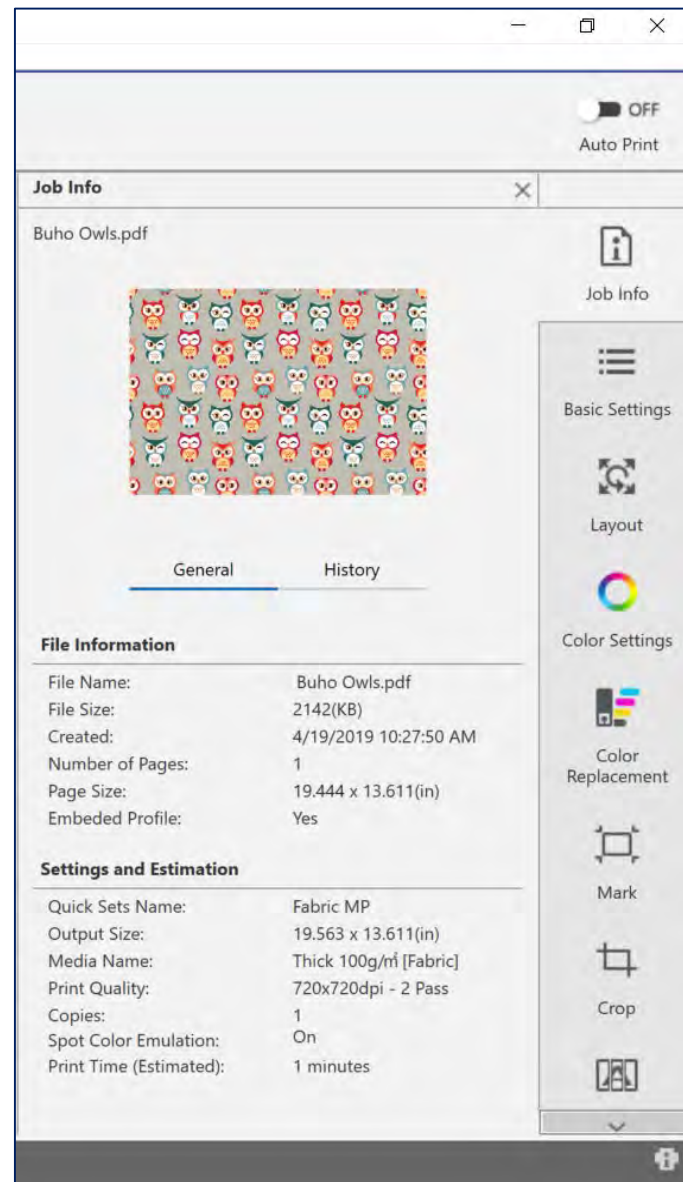 OFF
Auto Print
Job Info
Buho Owls.pdf
General History
File Information
File Name: Buho Owls.pdf
File Size: 2142(KB)
Created: 4/19/2019 10:27:50 AM
Number of Pages: 1
Page Size: 19.444 x 13.611(in)
Embeded Profile: Yes
Settings and Estimation
Quick Sets Name: Fabric MP
Output Size: 19.563 x 13.611(in)
Media Name: Thick 100g/㎡ [Fabric]
Print Quality: 720x720dpi - 2 Pass
Copies: 1
Spot Color Emulation: On
Print Time (Estimated): 1 minutes
Job Info
Basic Settings
Layout
Color Settings
Color
Replacement
Mark
Crop